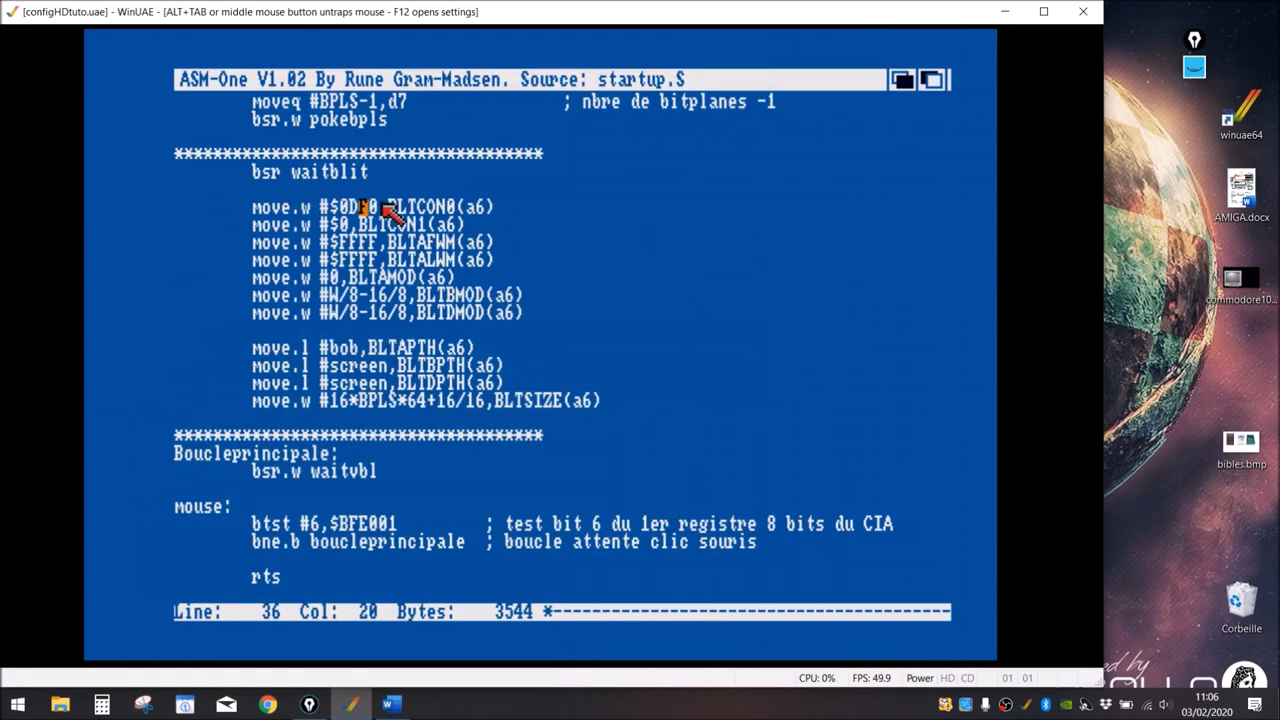 [configHDtuto.uae] - WinUAE - [ALT+TAB or middle mouse button untraps mouse - F12 opens settings]
ASM-One V1.02 By Rune Gram-Madsen. Source: startup.S
moveq #BPLS-1,d7 ; nbre de bitplanes -1
bsr.w pokebpls
**************************************
bsr waitblit
move.w #$0DF0,BLTCON0(a6)
move.w #$0,BLTCON1(a6)
move.w #$FFFF,BLTAFWM(a6)
move.w #$FFFF,BLTALWM(a6)
move.w #0,BLTAMOD(a6)
move.w #W/8-16/8,BLTBMOD(a6)
move.w #W/8-16/8,BLTDMOD(a6)
move.l #bob,BLTAPTH(a6)
move.l #screen,BLTBPTH(a6)
move.l #screen,BLTDPTH(a6)
move.w #16*BPLS*64+16/16,BLTSIZE(a6)
**************************************
Boucleprincipale:
bsr.w waitvbl
mouse:
btst #6,$BFE001 ; test bit 6 du 1er registre 8 bits du CIA
bne.b boucleprincipale ; boucle attente clic souris
rts
Line: 36 Col: 20 Bytes: 3544 *-----------------------------------------
CPU: 0% FPS: 49.9 Power HD CD 01 01
winuae64
AMIGA.docx
commodore10...
bibles.bmp
Corbeille
by
11:06
03/02/2020